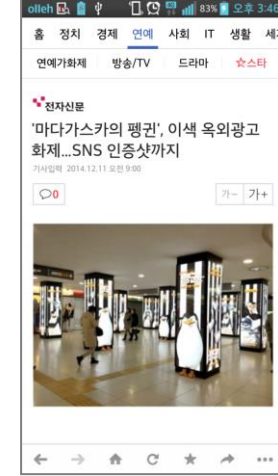 olleh 83% 오후 3:46
홈 정치 경제 연예 사회 IT 생활 세계
연예가화제 방송/TV 드라마 ☆스타
전자신문
'마다가스카의 펭귄', 이색 옥외광고
화제...SNS 인증샷까지
기사입력 2014.12.11 오전 9:00
0 가- 가+